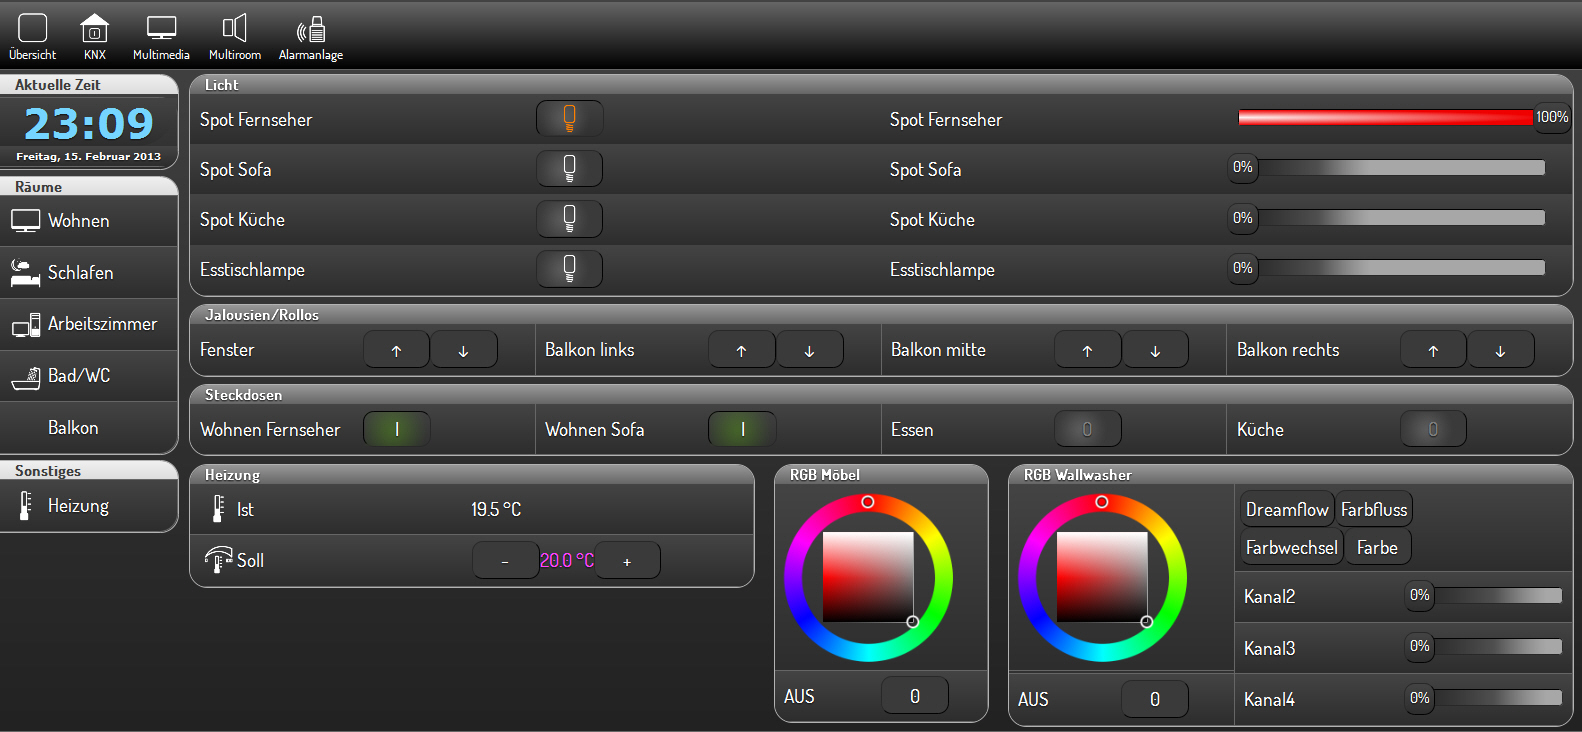 Übersicht KNX Multimedia Multiroom Alarmanlage
Aktuelle Zeit
23:09
Freitag, 15. Februar 2013
Räume
Wohnen
Schlafen
Arbeitszimmer
Bad/WC
Balkon
Sonstiges
Heizung
Licht
Spot Fernseher Spot Fernseher 100%
Spot Sofa Spot Sofa 0%
Spot Küche Spot Küche 0%
Esstischlampe Esstischlampe 0%
Jalousien/Rollos
Fenster ↑ ↓ Balkon links ↑ ↓ Balkon mitte ↑ ↓ Balkon rechts ↑ ↓
Steckdosen
Wohnen Fernseher I Wohnen Sofa I Essen 0 Küche 0
Heizung
Ist 19.5 °C
Soll - 20.0 °C +
RGB Möbel
AUS 0
RGB Wallwasher
AUS 0
Dreamflow Farbfluss
Farbwechsel Farbe
Kanal2 0%
Kanal3 0%
Kanal4 0%